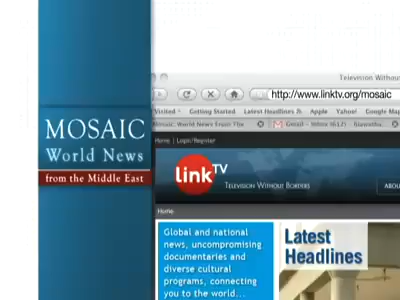 MOSAIC
World News
from the Middle East
Television Witho
http://www.linktv.org/mosaic
Visited
Getting Started
Latest Headlines
Apple
Yahoo!
Google Map
Mosaic: World News From The
Gmail - Inbox
Home | Login/Register
link TV
TELEVISION WITHOUT BORDERS
ABOU
Home
Global and national
news, uncompromising
documentaries and
diverse cultural
programs, connecting
you to the world...
Latest
Headlines